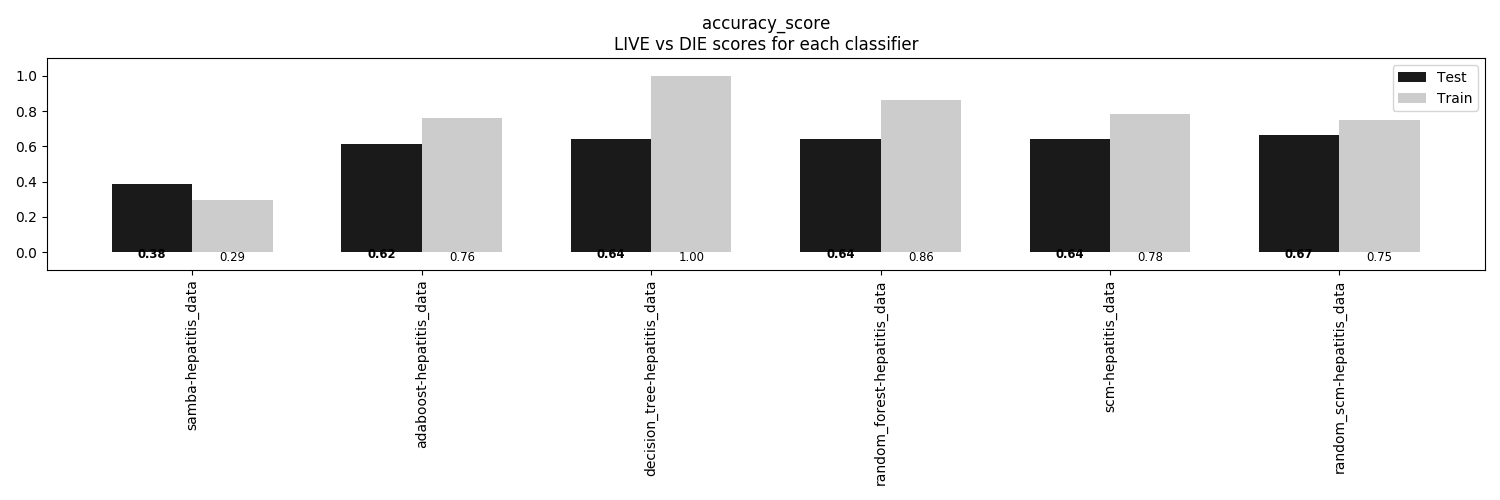 accuracy_score
LIVE vs DIE scores for each classifier
Test
Train
1.0
0.8
0.6
0.4
0.2
0.0
0.38 0.29 0.62 0.76 0.64 1.00 0.64 0.86 0.64 0.78 0.67 0.75
samba-hepatitis_data
adaboost-hepatitis_data
decision_tree-hepatitis_data
random_forest-hepatitis_data
scm-hepatitis_data
random_scm-hepatitis_data